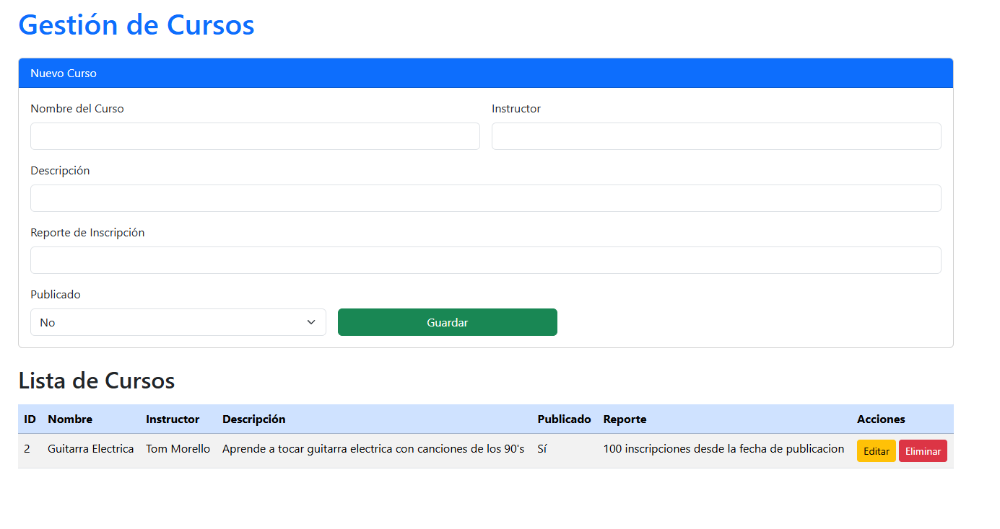 Gestión de Cursos
Nuevo Curso
Nombre del Curso Instructor
Descripción
Reporte de Inscripción
Publicado
No Guardar
Lista de Cursos
ID Nombre Instructor Descripción Publicado Reporte Acciones
2 Guitarra Electrica Tom Morello Aprende a tocar guitarra electrica con canciones de los 90's Sí 100 inscripciones desde la fecha de publicacion Editar Eliminar